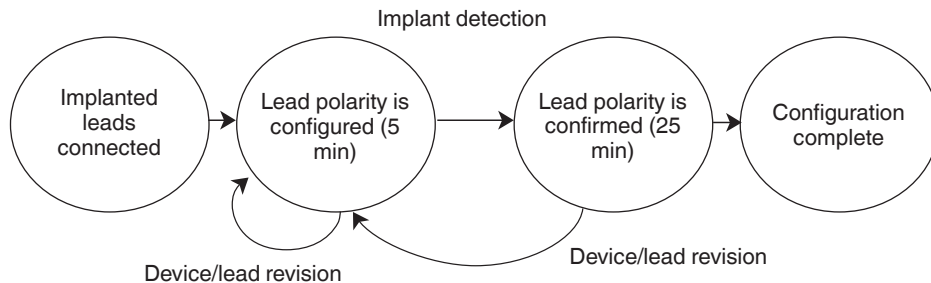 Implant detection
Implanted
leads
connected
Lead polarity is
configured (5
min)
Lead polarity is
confirmed (25
min)
Configuration
complete
Device/lead revision
Device/lead revision